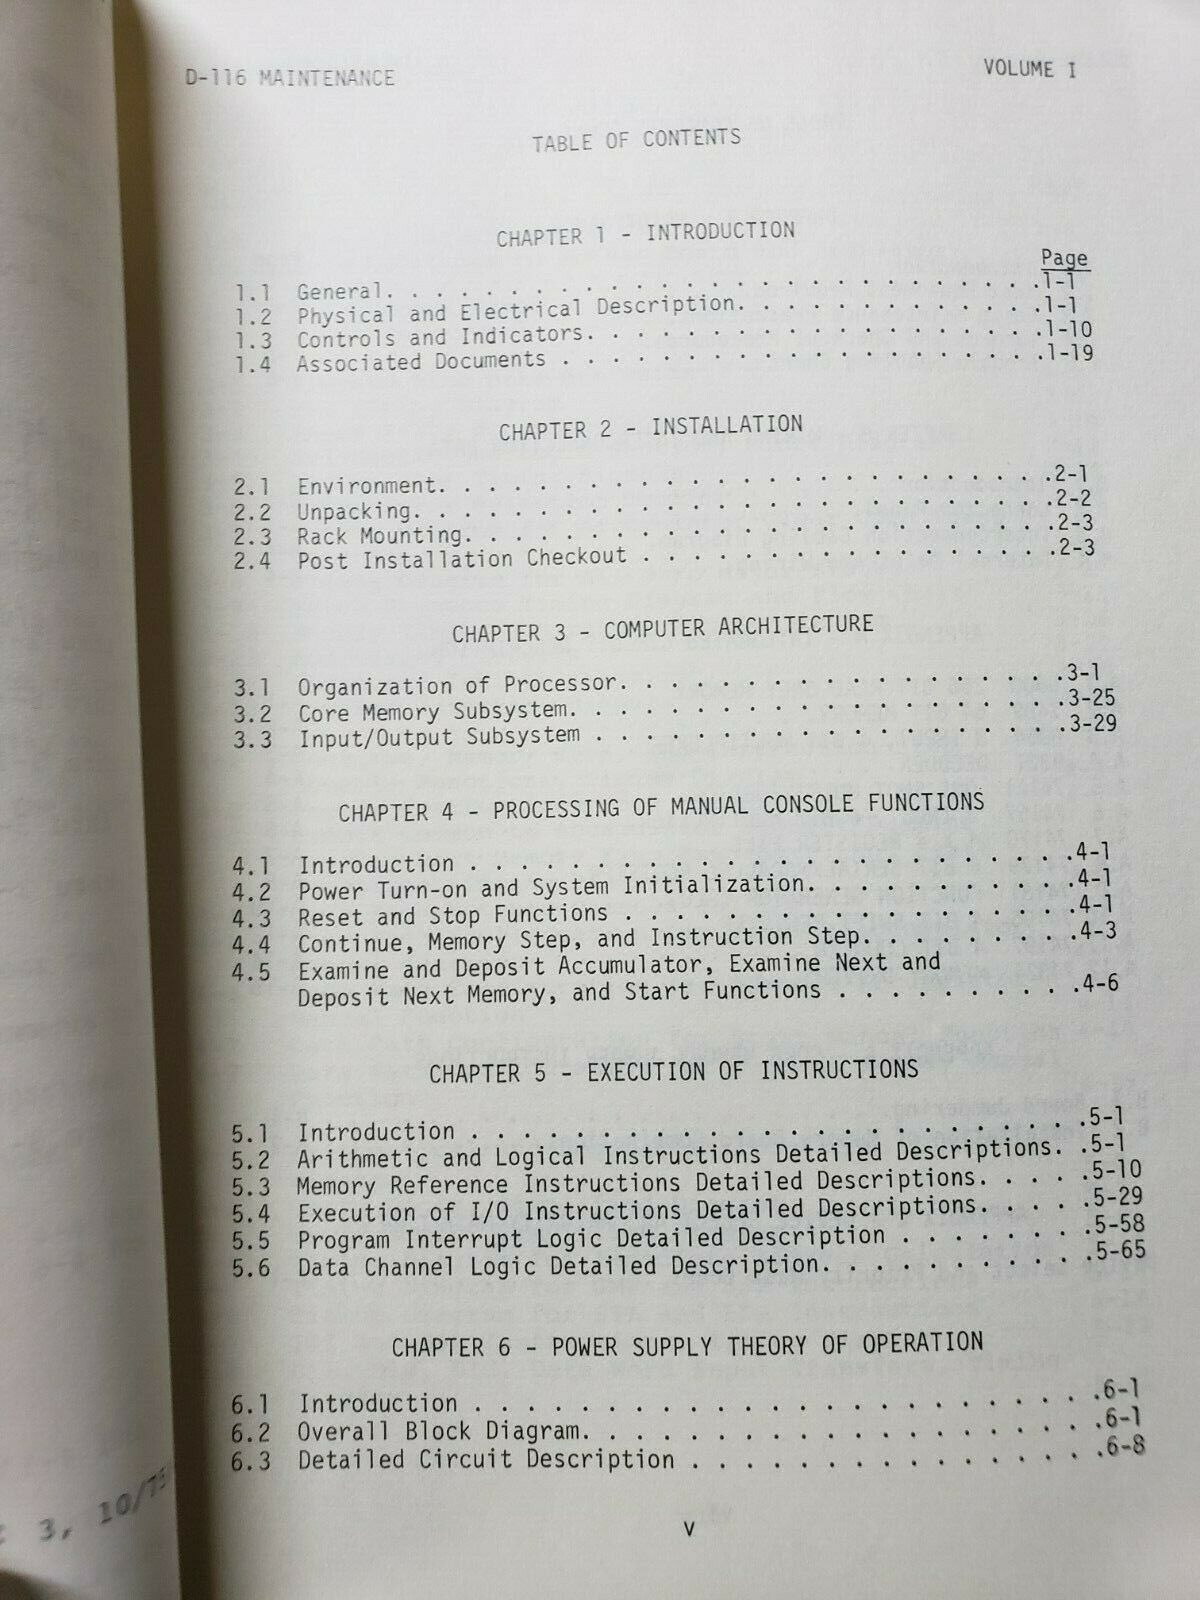 D-116 MAINTENANCE
VOLUME I
TABLE OF CONTENTS
CHAPTER 1 - INTRODUCTION
Page
1.1 General. . . . . . . . . . . . . . . . . . . . . . . . . .1-1
1.2 Physical and Electrical Description. . . . . . . . . . . . .1-1
1.3 Controls and Indicators. . . . . . . . . . . . . . . . . . .1-10
1.4 Associated Documents . . . . . . . . . . . . . . . . . . . .1-19
CHAPTER 2 - INSTALLATION
2.1 Environment. . . . . . . . . . . . . . . . . . . . . . . . .2-1
2.2 Unpacking. . . . . . . . . . . . . . . . . . . . . . . . . .2-2
2.3 Rack Mounting. . . . . . . . . . . . . . . . . . . . . . . .2-3
2.4 Post Installation Checkout . . . . . . . . . . . . . . . . .2-3
CHAPTER 3 - COMPUTER ARCHITECTURE
3.1 Organization of Processor. . . . . . . . . . . . . . . . . .3-1
3.2 Core Memory Subsystem. . . . . . . . . . . . . . . . . . . .3-25
3.3 Input/Output Subsystem . . . . . . . . . . . . . . . . . . .3-29
CHAPTER 4 - PROCESSING OF MANUAL CONSOLE FUNCTIONS
4.1 Introduction . . . . . . . . . . . . . . . . . . . . . . . .4-1
4.2 Power Turn-on and System Initialization. . . . . . . . . . .4-1
4.3 Reset and Stop Functions . . . . . . . . . . . . . . . . . .4-1
4.4 Continue, Memory Step, and Instruction Step. . . . . . . . .4-3
4.5 Examine and Deposit Accumulator, Examine Next and
Deposit Next Memory, and Start Functions . . . . . . . . . .4-6
CHAPTER 5 - EXECUTION OF INSTRUCTIONS
5.1 Introduction . . . . . . . . . . . . . . . . . . . . . . . .5-1
5.2 Arithmetic and Logical Instructions Detailed Descriptions. .5-1
5.3 Memory Reference Instructions Detailed Descriptions. . . . .5-10
5.4 Execution of I/O Instructions Detailed Descriptions. . . . .5-29
5.5 Program Interrupt Logic Detailed Description . . . . . . . .5-58
5.6 Data Channel Logic Detailed Description. . . . . . . . . . .5-65
CHAPTER 6 - POWER SUPPLY THEORY OF OPERATION
6.1 Introduction . . . . . . . . . . . . . . . . . . . . . . . .6-1
6.2 Overall Block Diagram. . . . . . . . . . . . . . . . . . . .6-1
6.3 Detailed Circuit Description . . . . . . . . . . . . . . . .6-8
3, 10/75
v